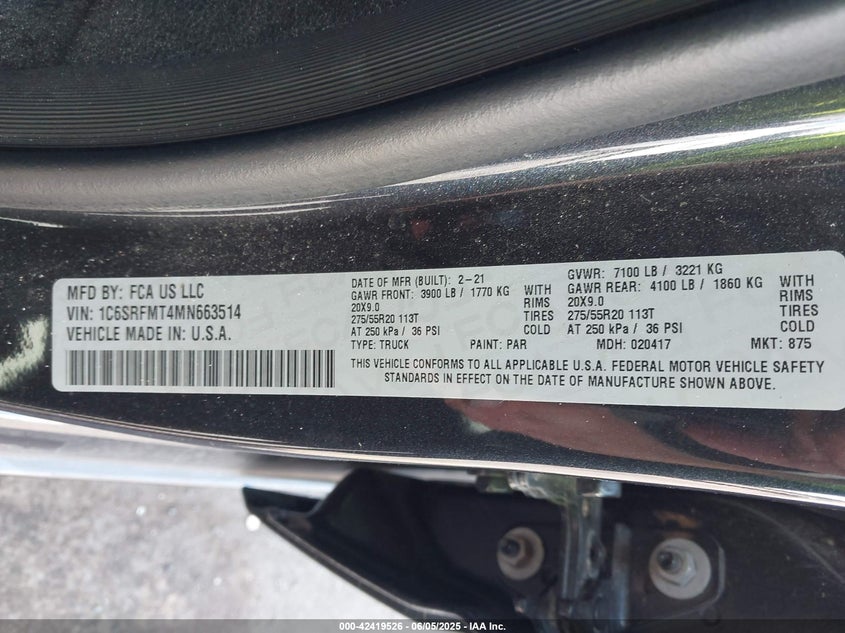 MFD BY: FCA US LLC
VIN: 1C6SRFMT4MN663514
VEHICLE MADE IN U.S.A.
DATE OF MFR (BUILT): 2-21
GAWR FRONT: 3900 LB / 1770 KG WITH
20X9.0 RIMS
275/55R20 113T TIRES
AT 250 kPa / 36 PSI COLD
TYPE: TRUCK PAINT: PAR
GVWR: 7100 LB / 3221 KG
GAWR REAR: 4100 LB / 1860 KG WITH
20X9.0 RIMS
275/55R20 113T TIRES
AT 250 kPa / 36 PSI COLD
MDH: 020417 MKT: 875
THIS VEHICLE CONFORMS TO ALL APPLICABLE U.S.A. FEDERAL MOTOR VEHICLE SAFETY
STANDARDS IN EFFECT ON THE DATE OF MANUFACTURE SHOWN ABOVE.
000-42419526 - 06/05/2025 - IAA Inc.